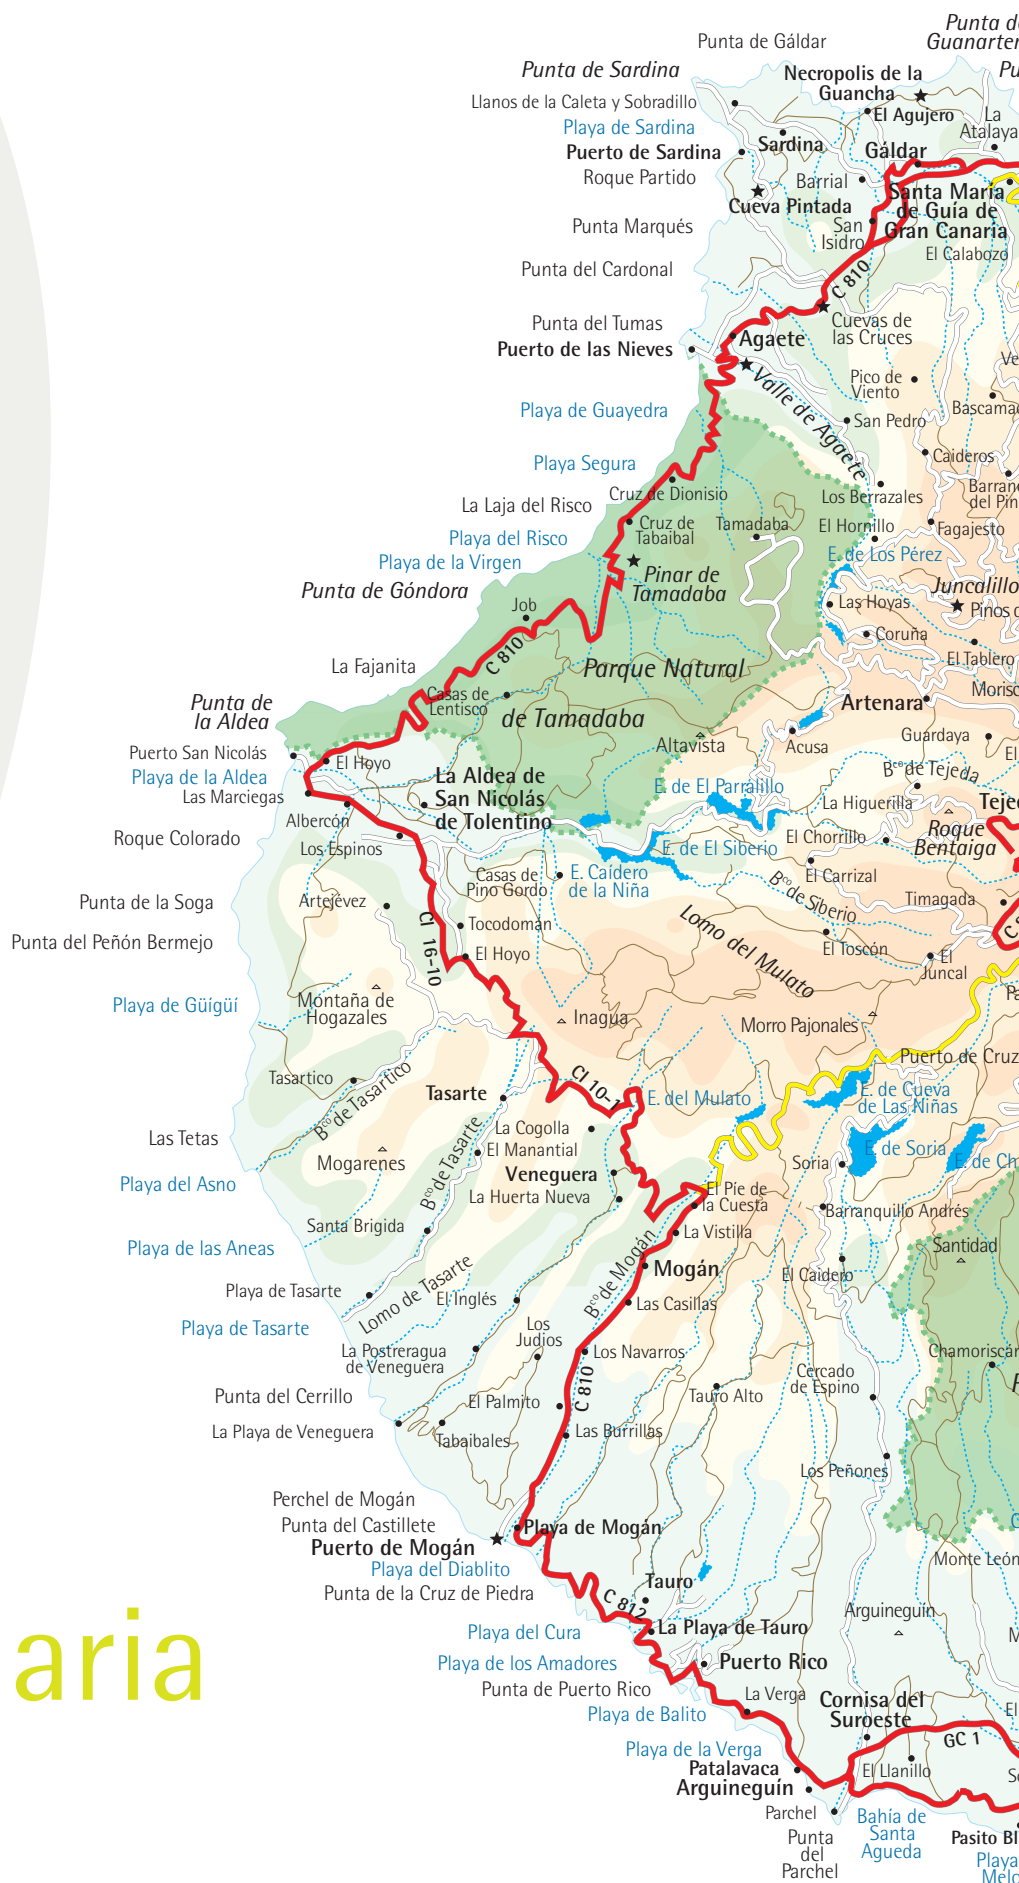 Punta de Gáldar
Guanarte
Punta de Sardina
Necropolis de la
Guancha
Llanos de la Caleta y Sobradillo
El Agujero
La
Atalaya
Playa de Sardina
Sardina
Gáldar
Puerto de Sardina
Roque Partido
Barrial
Santa María
de Guía de
Gran Canaria
Cueva Pintada
San
Isidro
Punta Marqués
El Calabozo
Punta del Cardonal
C 810
Punta del Tumas
Cuevas de
las Cruces
Puerto de las Nieves
Agaete
Valle de Agaete
Pico de
Viento
Playa de Guayedra
San Pedro
Playa Segura
Caideros
Cruz de Dionisio
Los Berrazales
La Laja del Risco
Cruz de
Tabaibal
Tamadaba
El Hornillo
Fagajesto
Playa del Risco
E. de Los Pérez
Playa de la Virgen
Pinar de
Tamadaba
Punta de Góndora
Juncalillo
Job
Las Hoyas
Pinos
Coruña
C 810
La Fajanita
Parque Natural
de Tamadaba
El Tablero
Casas de
Lentisco
Artenara
Punta de
la Aldea
Altavista
Acusa
Guardaya
Puerto San Nicolás
El Hoyo
Playa de la Aldea
Las Marciegas
La Aldea de
San Nicolás
de Tolentino
Bco de Tejeda
E. de El Parralillo
La Higuerilla
Albercón
Roque Colorado
Los Espinos
El Chorrillo
Roque
Bentaiga
E. de El Siberio
Casas de
Pino Gordo
E. Caídero
de la Niña
El Carrizal
Bco de Siberio
Punta de la Soga
Artejévez
Timagada
Lomo del Mulato
Tocodomán
Punta del Peñón Bermejo
El Toscón
CI 16-10
El Hoyo
El
Juncal
Playa de Güigüí
Montaña de
Hogazales
Inagua
Morro Pajonales
Puerto de Cruz
Tasartico
Bco de Tasartico
CI 10-1
Tasarte
E. del Mulato
E. de Cueva
de Las Niñas
Las Tetas
La Cogolla
Mogarenes
El Manantial
E. de Soria
Soria
Playa del Asno
Bco de Tasarte
Veneguera
La Huerta Nueva
El Píe de
la Cuesta
Barranquillo Andrés
Santa Brigida
La Vistilla
Playa de las Aneas
Santidad
Bco de Mogán
Mogán
El Caidero
Playa de Tasarte
Lomo de Tasarte
El Inglés
Las Casillas
Playa de Tasarte
Los
Judios
La Postreragua
de Veneguera
Los Navarros
Cercado
de Espino
Punta del Cerrillo
C 810
Tauro Alto
El Palmito
La Playa de Veneguera
Tabaibales
Las Burrillas
Los Peñones
Perchel de Mogán
Punta del Castillete
Playa de Mogán
Puerto de Mogán
Monte León
Playa del Diablito
Punta de la Cruz de Piedra
Tauro
C 812
Arguineguin
aria
Playa del Cura
La Playa de Tauro
Playa de los Amadores
Puerto Rico
Punta de Puerto Rico
La Verga
Cornisa del
Suroeste
Playa de Balito
GC 1
Playa de la Verga
Patalavaca
El Llanillo
Arguineguín
Parchel
Bahía de
Santa
Agueda
Punta
del
Parchel
Playa